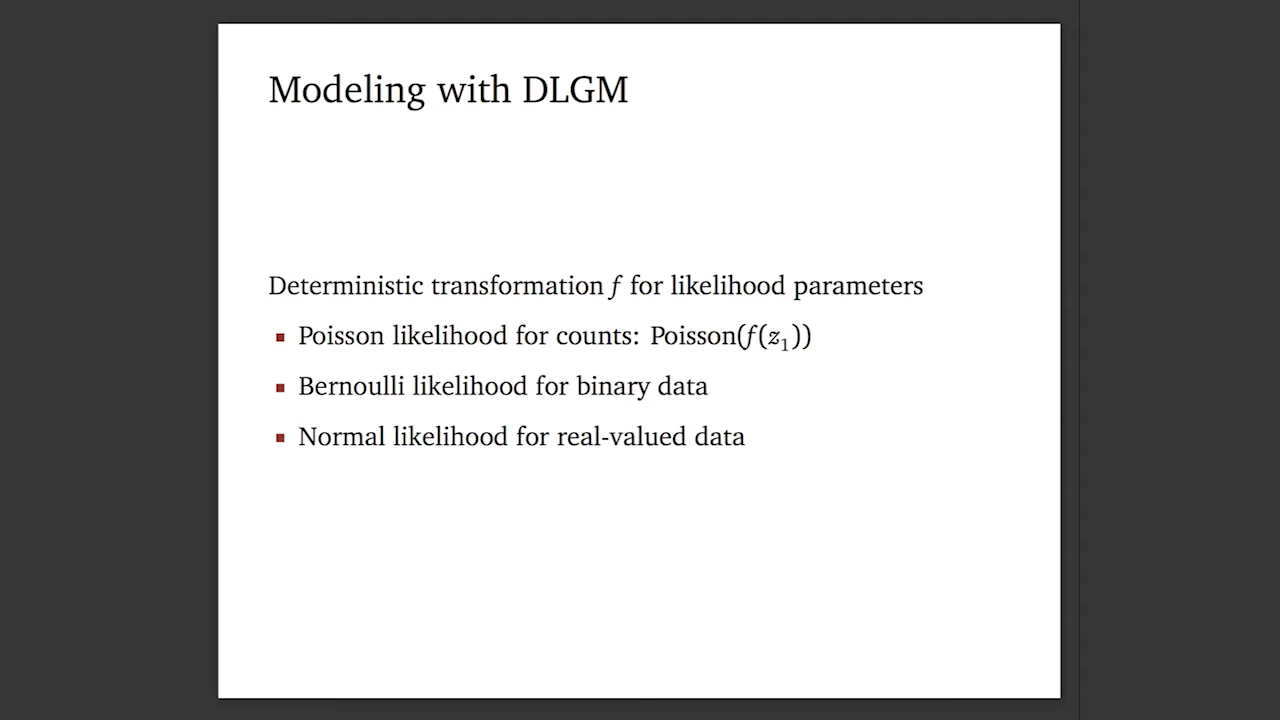 Modeling with DLGM
Deterministic transformation f for likelihood parameters
▪ Poisson likelihood for counts: Poisson(f(z₁))
▪ Bernoulli likelihood for binary data
▪ Normal likelihood for real-valued data